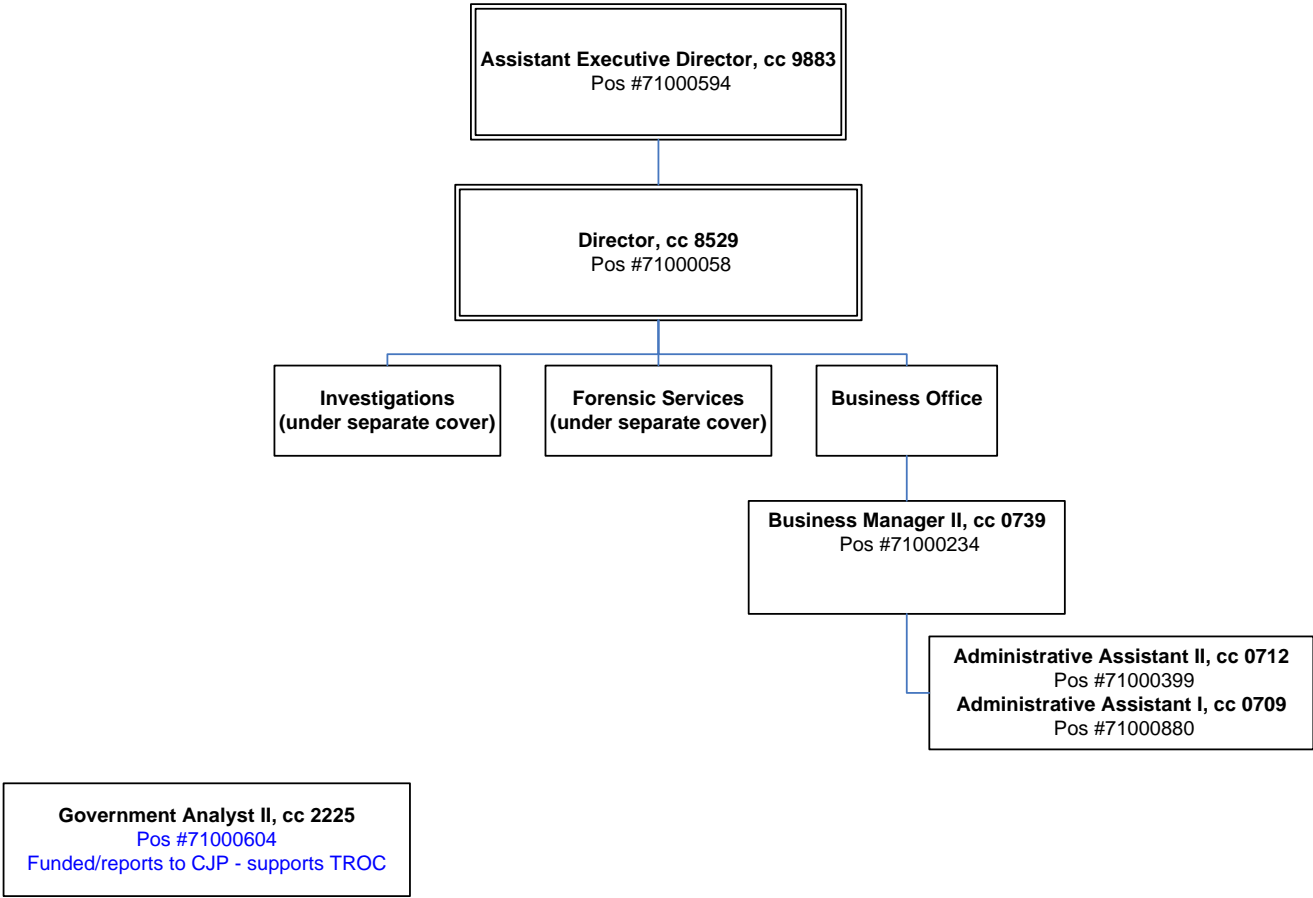 Assistant Executive Director, cc 9883
Pos #71000594
Director, cc 8529
Pos #71000058
Investigations
(under separate cover)
Forensic Services
(under separate cover)
Business Office
Business Manager II, cc 0739
Pos #71000234
Administrative Assistant II, cc 0712
Pos #71000399
Administrative Assistant I, cc 0709
Pos #71000880
Government Analyst II, cc 2225
Pos #71000604
Funded/reports to CJP - supports TROC